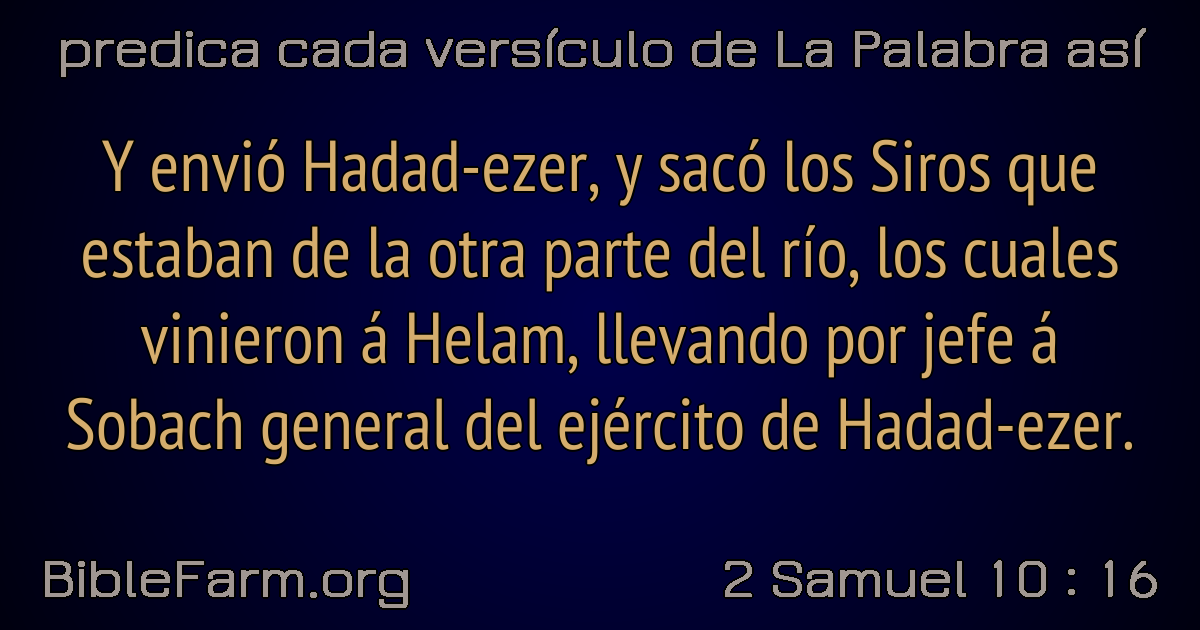 predica cada versículo de La Palabra así
Y envió Hadad-ezer, y sacó los Siros que
estaban de la otra parte del río, los cuales
vinieron á Helam, llevando por jefe á
Sobach general del ejército de Hadad-ezer.
BibleFarm.org
2 Samuel 10 : 16